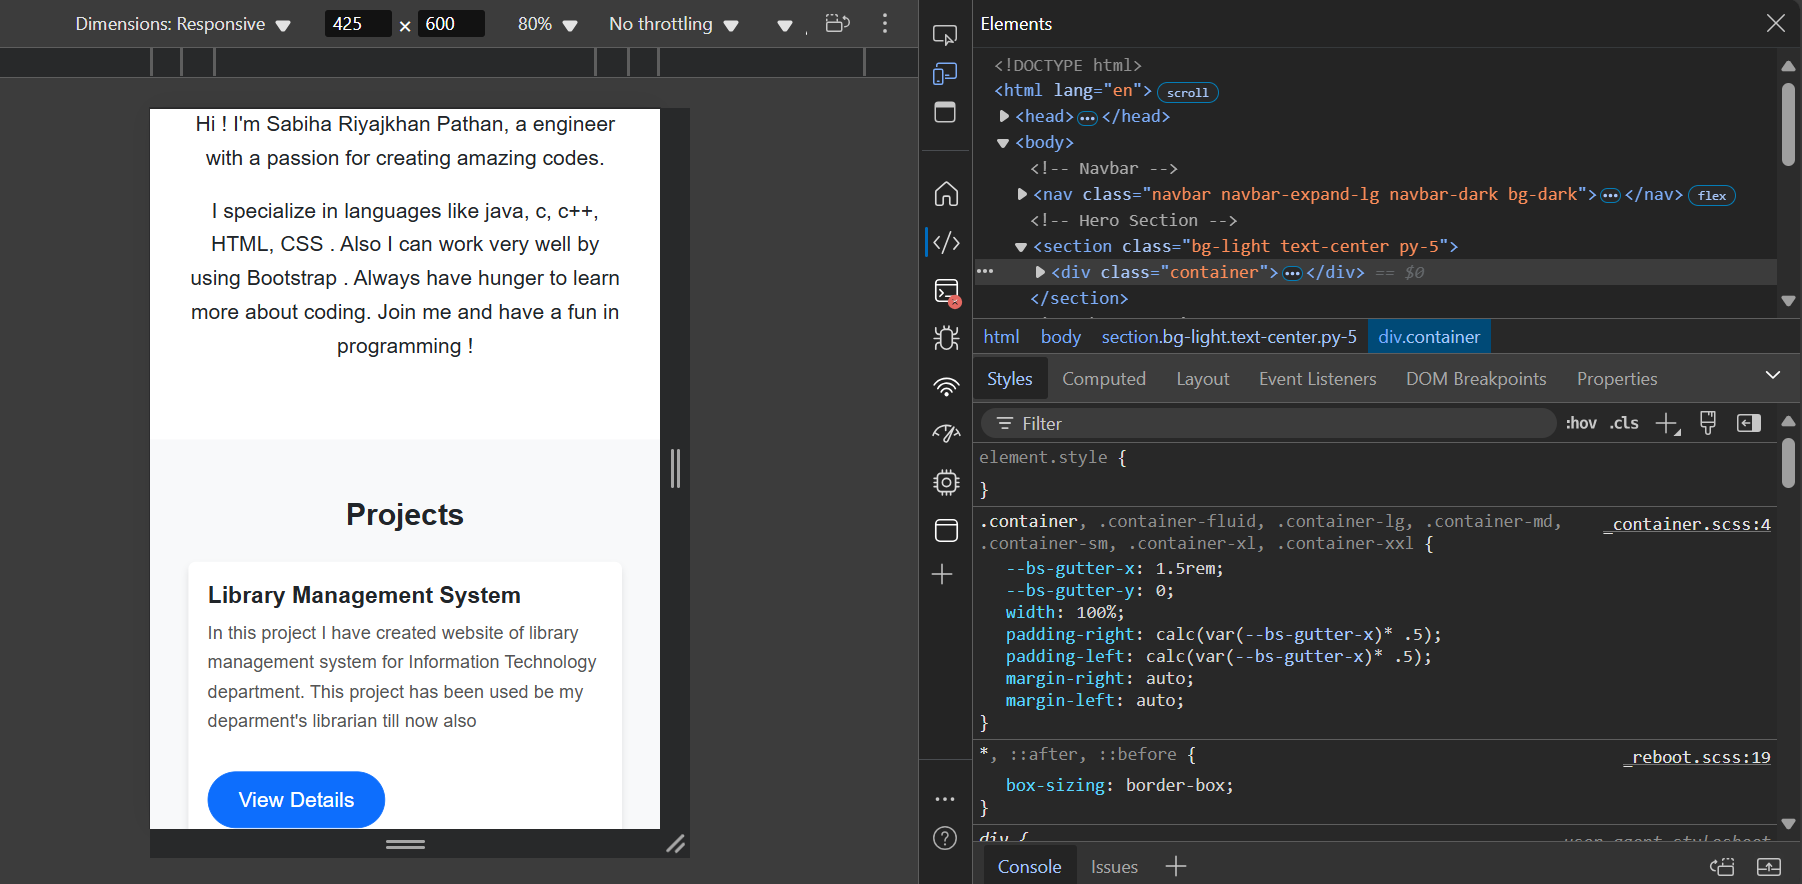 Dimensions: Responsive 425 × 600 80% No throttling
Hi ! I'm Sabiha Riyajkhan Pathan, a engineer
with a passion for creating amazing codes.
I specialize in languages like java, c, c++,
HTML, CSS . Also I can work very well by
using Bootstrap . Always have hunger to learn
more about coding. Join me and have a fun in
programming !
Projects
Library Management System
In this project I have created website of library
management system for Information Technology
department. This project has been used be my
deparment's librarian till now also
View Details
Elements
<!DOCTYPE html>
<html lang="en"> scroll
<head> ••• </head>
<body>
<!-- Navbar -->
<nav class="navbar navbar-expand-lg navbar-dark bg-dark"> ••• </nav> flex
<!-- Hero Section -->
<section class="bg-light text-center py-5">
••• <div class="container"> ••• </div> == $0
</section>
html body section.bg-light.text-center.py-5 div.container
Styles Computed Layout Event Listeners DOM Breakpoints Properties
Filter :hov .cls
element.style {
}
.container, .container-fluid, .container-lg, .container-md, _container.scss:4
.container-sm, .container-xl, .container-xxl {
--bs-gutter-x: 1.5rem;
--bs-gutter-y: 0;
width: 100%;
padding-right: calc(var(--bs-gutter-x)* .5);
padding-left: calc(var(--bs-gutter-x)* .5);
margin-right: auto;
margin-left: auto;
}
*, ::after, ::before { _reboot.scss:19
box-sizing: border-box;
}
div { user agent stylesheet
Console Issues